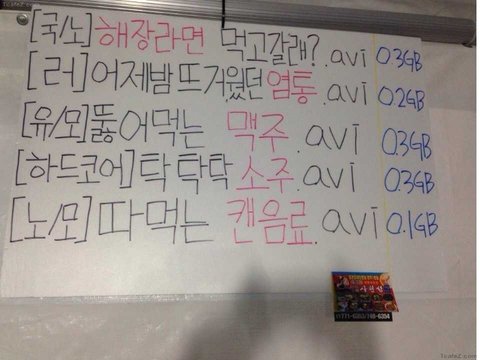 [국/노]해장라면 먹고갈래?.avi 0.3GB
[러]어제밤뜨거웠던 염통.avi 0.2GB
[유/모]뚫어먹는 맥주.avi 0.3GB
[하드코어]탁탁탁 소주.avi 0.3GB
[노/모]따먹는 캔음료.avi 0.1GB